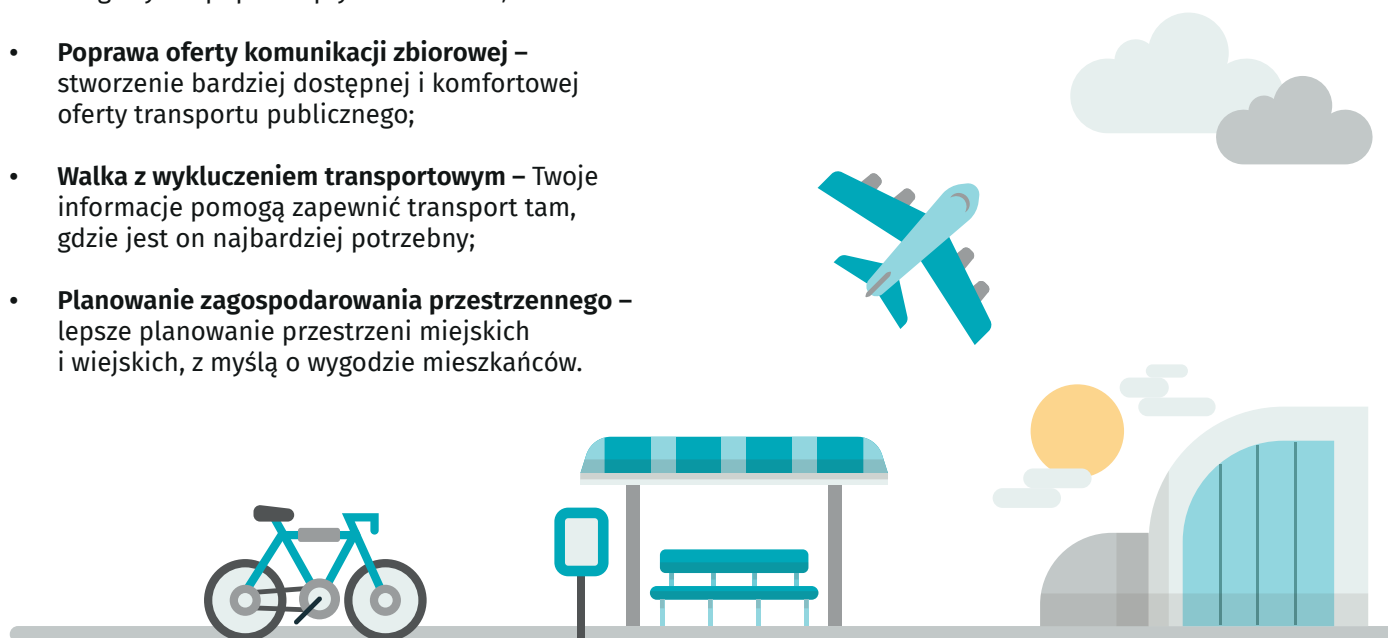 • Poprawa oferty komunikacji zbiorowej –
stworzenie bardziej dostępnej i komfortowej
oferty transportu publicznego;
• Walka z wykluczeniem transportowym – Twoje
informacje pomogą zapewnić transport tam,
gdzie jest on najbardziej potrzebny;
• Planowanie zagospodarowania przestrzennego –
lepsze planowanie przestrzeni miejskich
i wiejskich, z myślą o wygodzie mieszkańców.